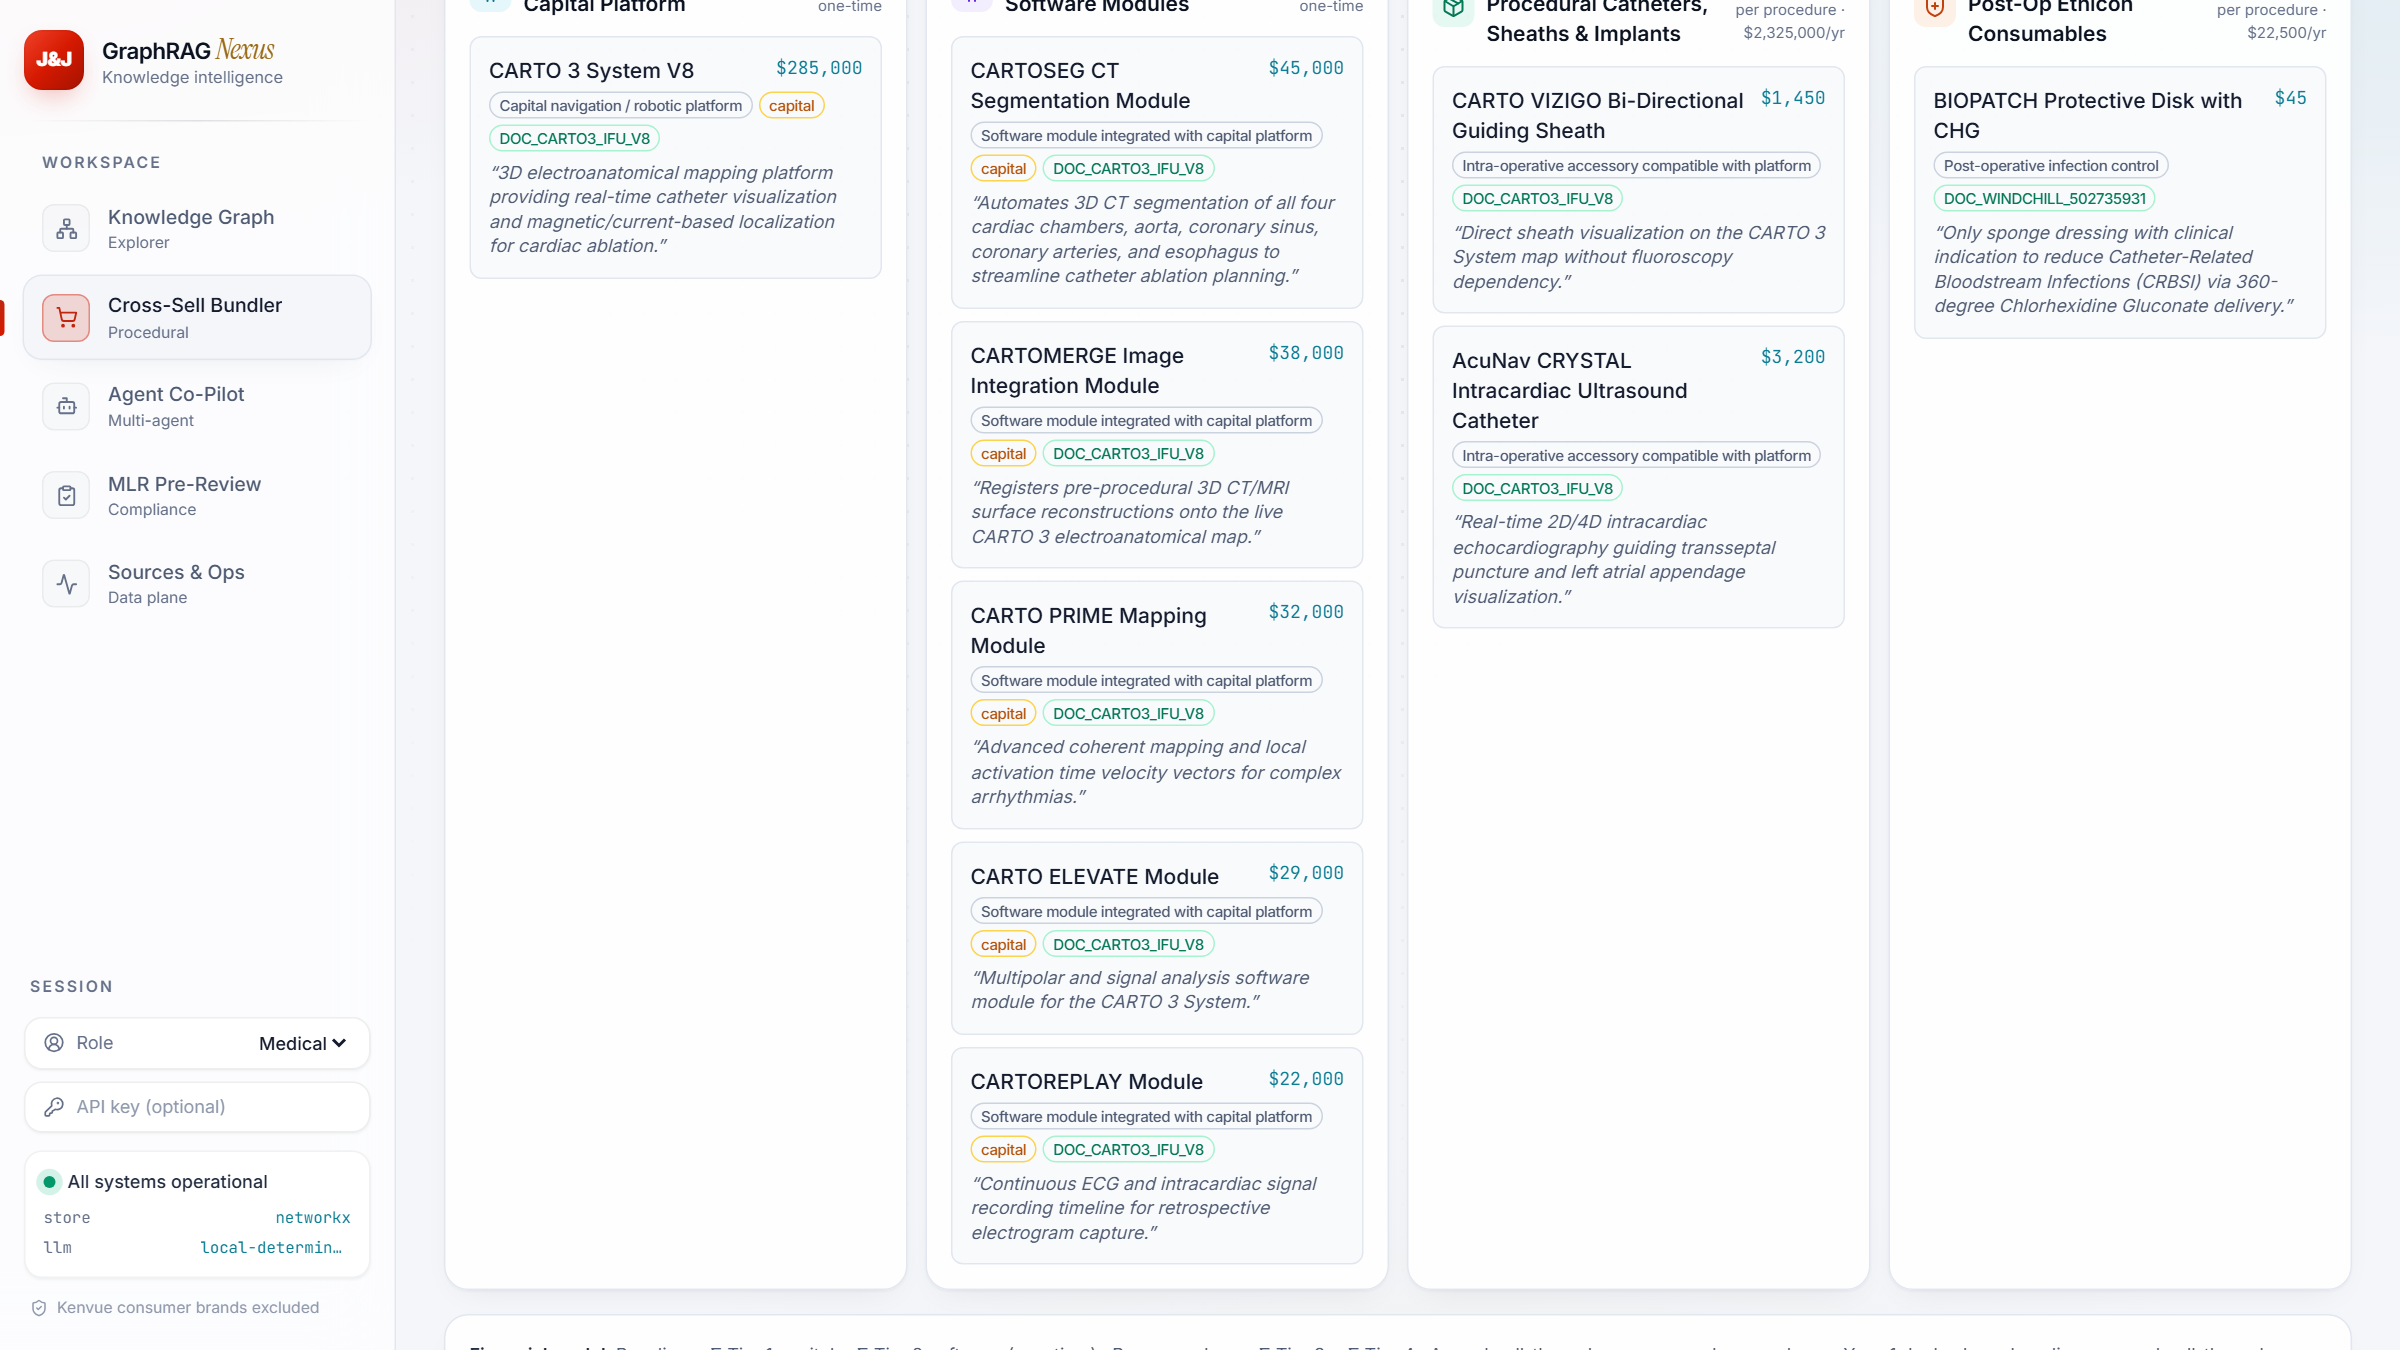 J&J
GraphRAG Nexus
Knowledge intelligence
WORKSPACE
Knowledge Graph
Explorer
Cross-Sell Bundler
Procedural
Agent Co-Pilot
Multi-agent
MLR Pre-Review
Compliance
Sources & Ops
Data plane
SESSION
Role
Medical
API key (optional)
All systems operational
store
networkx
llm
local-determin…
Kenvue consumer brands excluded
Capital Platform
one-time
CARTO 3 System V8
$285,000
Capital navigation / robotic platform
capital
DOC_CARTO3_IFU_V8
“3D electroanatomical mapping platform
providing real-time catheter visualization
and magnetic/current-based localization
for cardiac ablation.”
Software Modules
one-time
CARTOSEG CT
Segmentation Module
$45,000
Software module integrated with capital platform
capital
DOC_CARTO3_IFU_V8
“Automates 3D CT segmentation of all four
cardiac chambers, aorta, coronary sinus,
coronary arteries, and esophagus to
streamline catheter ablation planning.”
CARTOMERGE Image
Integration Module
$38,000
Software module integrated with capital platform
capital
DOC_CARTO3_IFU_V8
“Registers pre-procedural 3D CT/MRI
surface reconstructions onto the live
CARTO 3 electroanatomical map.”
CARTO PRIME Mapping
Module
$32,000
Software module integrated with capital platform
capital
DOC_CARTO3_IFU_V8
“Advanced coherent mapping and local
activation time velocity vectors for complex
arrhythmias.”
CARTO ELEVATE Module
$29,000
Software module integrated with capital platform
capital
DOC_CARTO3_IFU_V8
“Multipolar and signal analysis software
module for the CARTO 3 System.”
CARTOREPLAY Module
$22,000
Software module integrated with capital platform
capital
DOC_CARTO3_IFU_V8
“Continuous ECG and intracardiac signal
recording timeline for retrospective
electrogram capture.”
Procedural Catheters,
Sheaths & Implants
per procedure ·
$2,325,000/yr
CARTO VIZIGO Bi-Directional
Guiding Sheath
$1,450
Intra-operative accessory compatible with platform
DOC_CARTO3_IFU_V8
“Direct sheath visualization on the CARTO 3
System map without fluoroscopy
dependency.”
AcuNav CRYSTAL
Intracardiac Ultrasound
Catheter
$3,200
Intra-operative accessory compatible with platform
DOC_CARTO3_IFU_V8
“Real-time 2D/4D intracardiac
echocardiography guiding transseptal
puncture and left atrial appendage
visualization.”
Post-Op Ethicon
Consumables
per procedure ·
$22,500/yr
BIOPATCH Protective Disk with
CHG
$45
Post-operative infection control
DOC_WINDCHILL_502735931
“Only sponge dressing with clinical
indication to reduce Catheter-Related
Bloodstream Infections (CRBSI) via 360-
degree Chlorhexidine Gluconate delivery.”